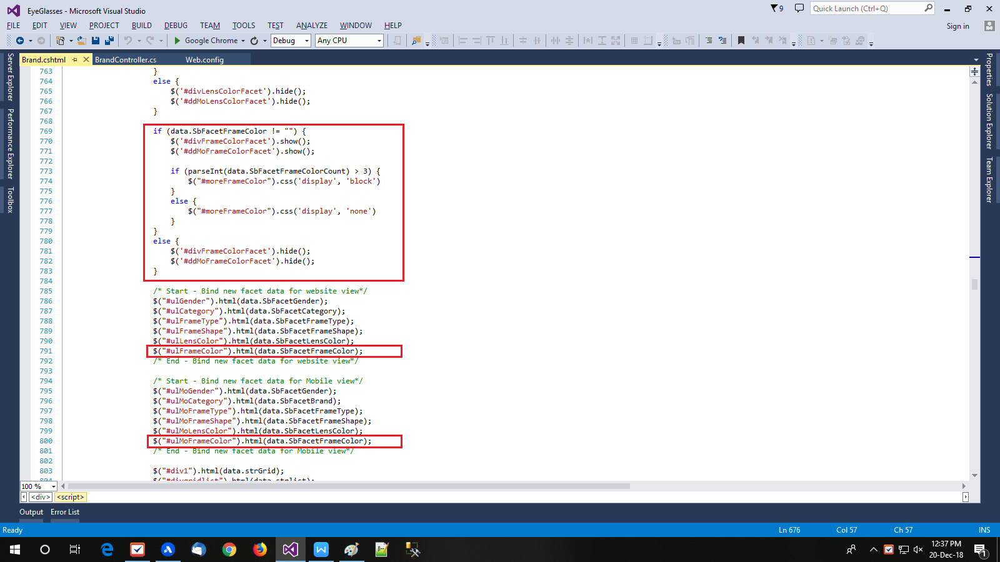 EyeGlasses - Microsoft Visual Studio
9
Quick Launch (Ctrl+Q)
FILE EDIT VIEW PROJECT BUILD DEBUG TEAM TOOLS TEST ANALYZE WINDOW HELP
Sign in
Google Chrome
Debug
Any CPU
Brand.cshtml
BrandController.cs
Web.config
Server Explorer
Performance Explorer
Toolbox
Properties
Solution Explorer
Team Explorer
763 }
764 else {
765 $('#divLensColorFacet').hide();
766 $('#ddMoLensColorFacet').hide();
767 }
768
769 if (data.SbFacetFrameColor != "") {
770 $('#divFrameColorFacet').show();
771 $('#ddMoFrameColorFacet').show();
772
773 if (parseInt(data.SbFacetFrameColorCount) > 3) {
774 $("#moreFrameColor").css('display', 'block')
775 }
776 else {
777 $("#moreFrameColor").css('display', 'none')
778 }
779 }
780 else {
781 $('#divFrameColorFacet').hide();
782 $('#ddMoFrameColorFacet').hide();
783 }
784
785 /* Start - Bind new facet data for website view*/
786 $("#ulGender").html(data.SbFacetGender);
787 $("#ulCategory").html(data.SbFacetCategory);
788 $("#ulFrameType").html(data.SbFacetFrameType);
789 $("#ulFrameShape").html(data.SbFacetFrameShape);
790 $("#ulLensColor").html(data.SbFacetLensColor);
791 $("#ulFrameColor").html(data.SbFacetFrameColor);
792 /* End - Bind new facet data for website view*/
793
794 /* Start - Bind new facet data for Mobile view*/
795 $("#ulMoGender").html(data.SbFacetGender);
796 $("#ulMoCategory").html(data.SbFacetBrand);
797 $("#ulMoFrameType").html(data.SbFacetFrameType);
798 $("#ulMoFrameShape").html(data.SbFacetFrameShape);
799 $("#ulMoLensColor").html(data.SbFacetLensColor);
800 $("#ulMoFrameColor").html(data.SbFacetFrameColor);
801 /* End - Bind new facet data for Mobile view*/
802
803 $("#div1").html(data.strGrid);
804 $("#divgridlist").html(data.strlist);
100 %
<div> <script>
Output Error List
Ready
Ln 676
Col 57
Ch 57
INS
12:37 PM
20-Dec-18
1